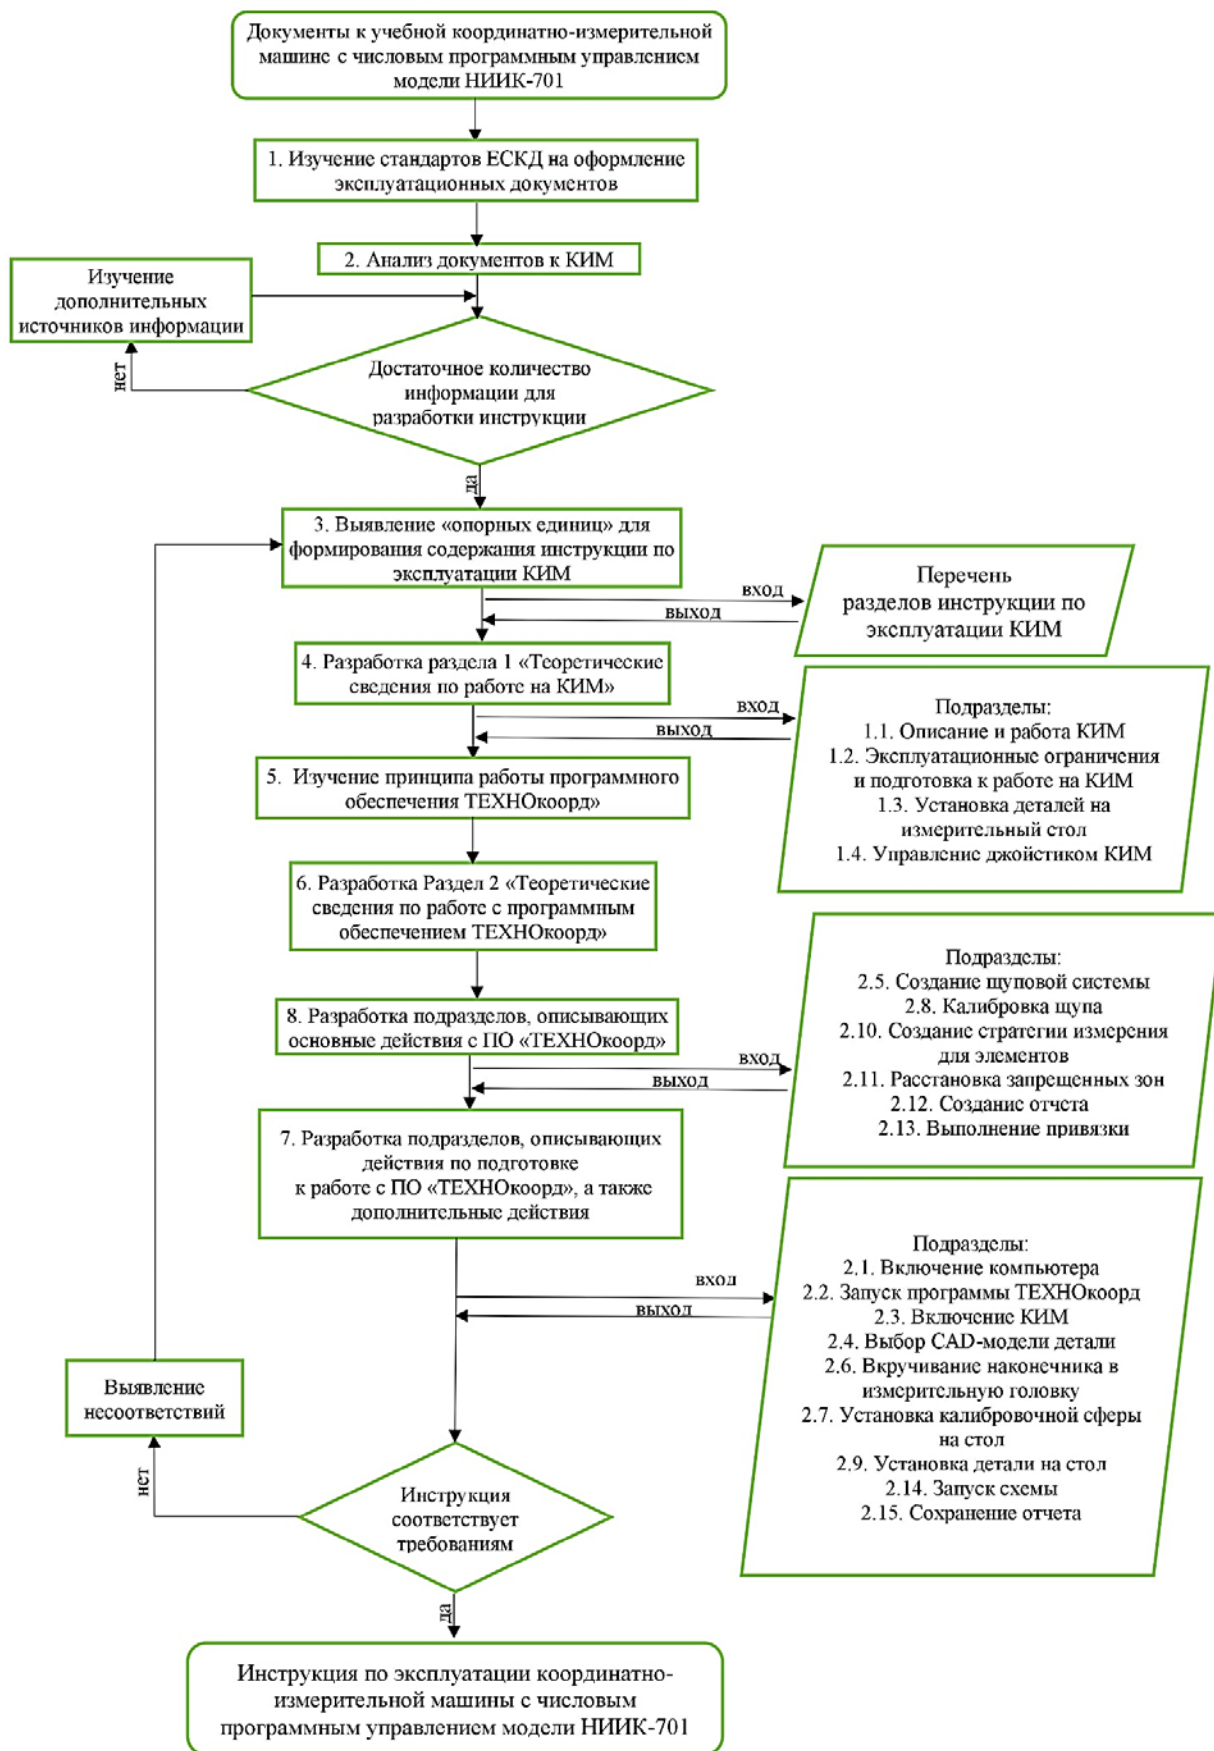 Документы к учебной координатно-измерительной
машине с числовым программным управлением
модели НИИК-701
1. Изучение стандартов ЕСКД на оформление
эксплуатационных документов
2. Анализ документов к КИМ
Изучение
дополнительных
источников информации
нет
Достаточное количество
информации для
разработки инструкции
да
3. Выявление «опорных единиц» для
формирования содержания инструкции по
эксплуатации КИМ
вход
выход
Перечень
разделов инструкции по
эксплуатации КИМ
4. Разработка раздела 1 «Теоретические
сведения по работе на КИМ»
вход
выход
Подразделы:
1.1. Описание и работа КИМ
1.2. Эксплуатационные ограничения
и подготовка к работе на КИМ
1.3. Установка деталей на
измерительный стол
1.4. Управление джойстиком КИМ
5. Изучение принципа работы программного
обеспечения ТЕХНОкоорд»
6. Разработка Раздел 2 «Теоретические
сведения по работе с программным
обеспечением ТЕХНОкоорд»
8. Разработка подразделов, описывающих
основные действия с ПО «ТЕХНОкоорд»
вход
выход
Подразделы:
2.5. Создание щуповой системы
2.8. Калибровка щупа
2.10. Создание стратегии измерения
для элементов
2.11. Расстановка запрещенных зон
2.12. Создание отчета
2.13. Выполнение привязки
7. Разработка подразделов, описывающих
действия по подготовке
к работе с ПО «ТЕХНОкоорд», а также
дополнительные действия
вход
выход
Подразделы:
2.1. Включение компьютера
2.2. Запуск программы ТЕХНОкоорд
2.3. Включение КИМ
2.4. Выбор CAD-модели детали
2.6. Вкручивание наконечника в
измерительную головку
2.7. Установка калибровочной сферы
на стол
2.9. Установка детали на стол
2.14. Запуск схемы
2.15. Сохранение отчета
Выявление
несоответствий
нет
Инструкция
соответствует
требованиям
да
Инструкция по эксплуатации координатно-
измерительной машины с числовым
программным управлением модели НИИК-701